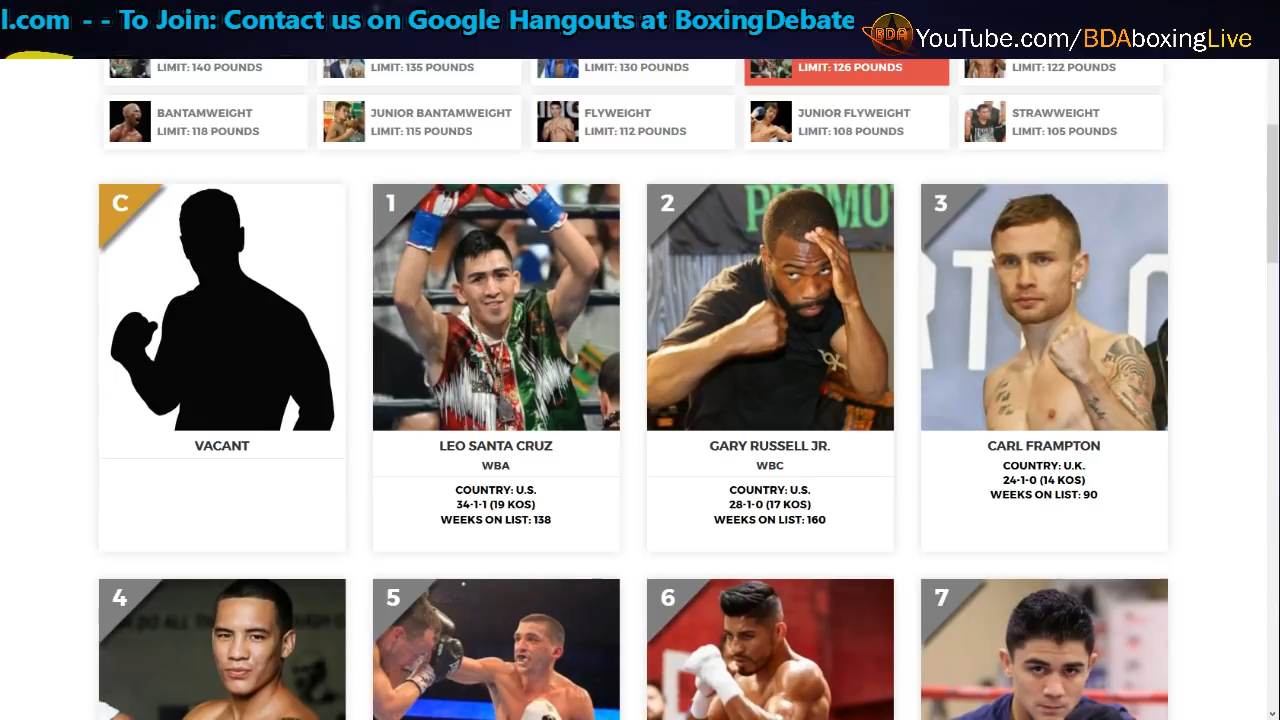 l.com - - To Join: Contact us on Google Hangouts at BoxingDebate
BDA
YouTube.com/BDAboxingLive
LIMIT: 140 POUNDS
LIMIT: 135 POUNDS
LIMIT: 130 POUNDS
LIMIT: 126 POUNDS
LIMIT: 122 POUNDS
BANTAMWEIGHT
LIMIT: 118 POUNDS
JUNIOR BANTAMWEIGHT
LIMIT: 115 POUNDS
FLYWEIGHT
LIMIT: 112 POUNDS
JUNIOR FLYWEIGHT
LIMIT: 108 POUNDS
STRAWWEIGHT
LIMIT: 105 POUNDS
C
VACANT
1
LEO SANTA CRUZ
WBA
COUNTRY: U.S.
34-1-1 (19 KOS)
WEEKS ON LIST: 138
2
PROMO
GARY RUSSELL JR.
WBC
COUNTRY: U.S.
28-1-0 (17 KOS)
WEEKS ON LIST: 160
3
CARL FRAMPTON
COUNTRY: U.K.
24-1-0 (14 KOS)
WEEKS ON LIST: 90
4
5
6
7